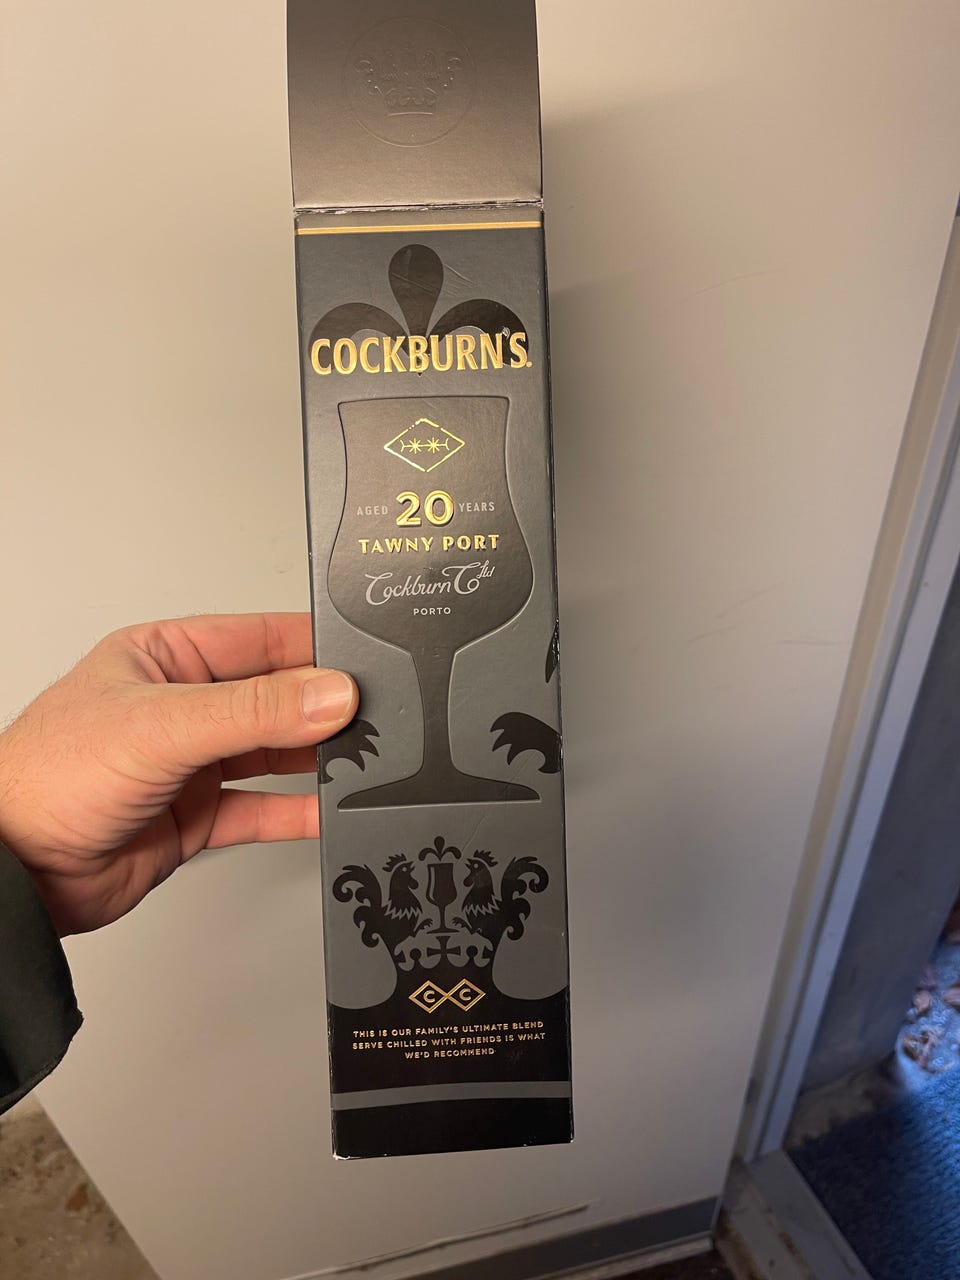 COCKBURN'S.
AGED 20 YEARS
TAWNY PORT
Cockburn Co Ltd
PORTO
C C
THIS IS OUR FAMILY'S ULTIMATE BLEND
SERVE CHILLED WITH FRIENDS IS WHAT
WE'D RECOMMEND